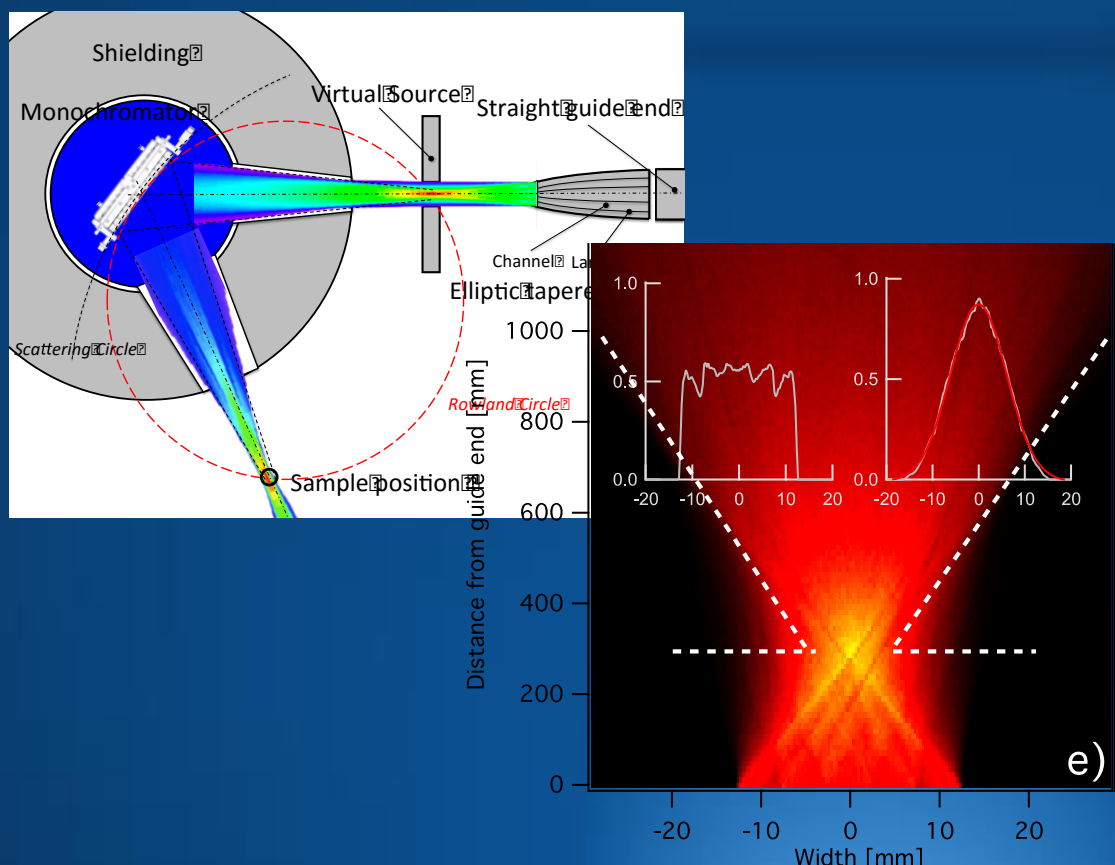 Shielding⍰
Monochromator⍰
Virtual⍰Source⍰
Straight⍰guide⍰end⍰
Channel⍰ La
Elliptic⍰tapere
Scattering⍰Circle⍰
Rowland⍰Circle⍰
Sample⍰position⍰
Distance from guide end [mm]
1000
800
600
400
200
0
1.0
0.5
0.0
-20 -10 0 10 20
1.0
0.5
0.0
-20 -10 0 10 20
e)
-20 -10 0 10 20
Width [mm]